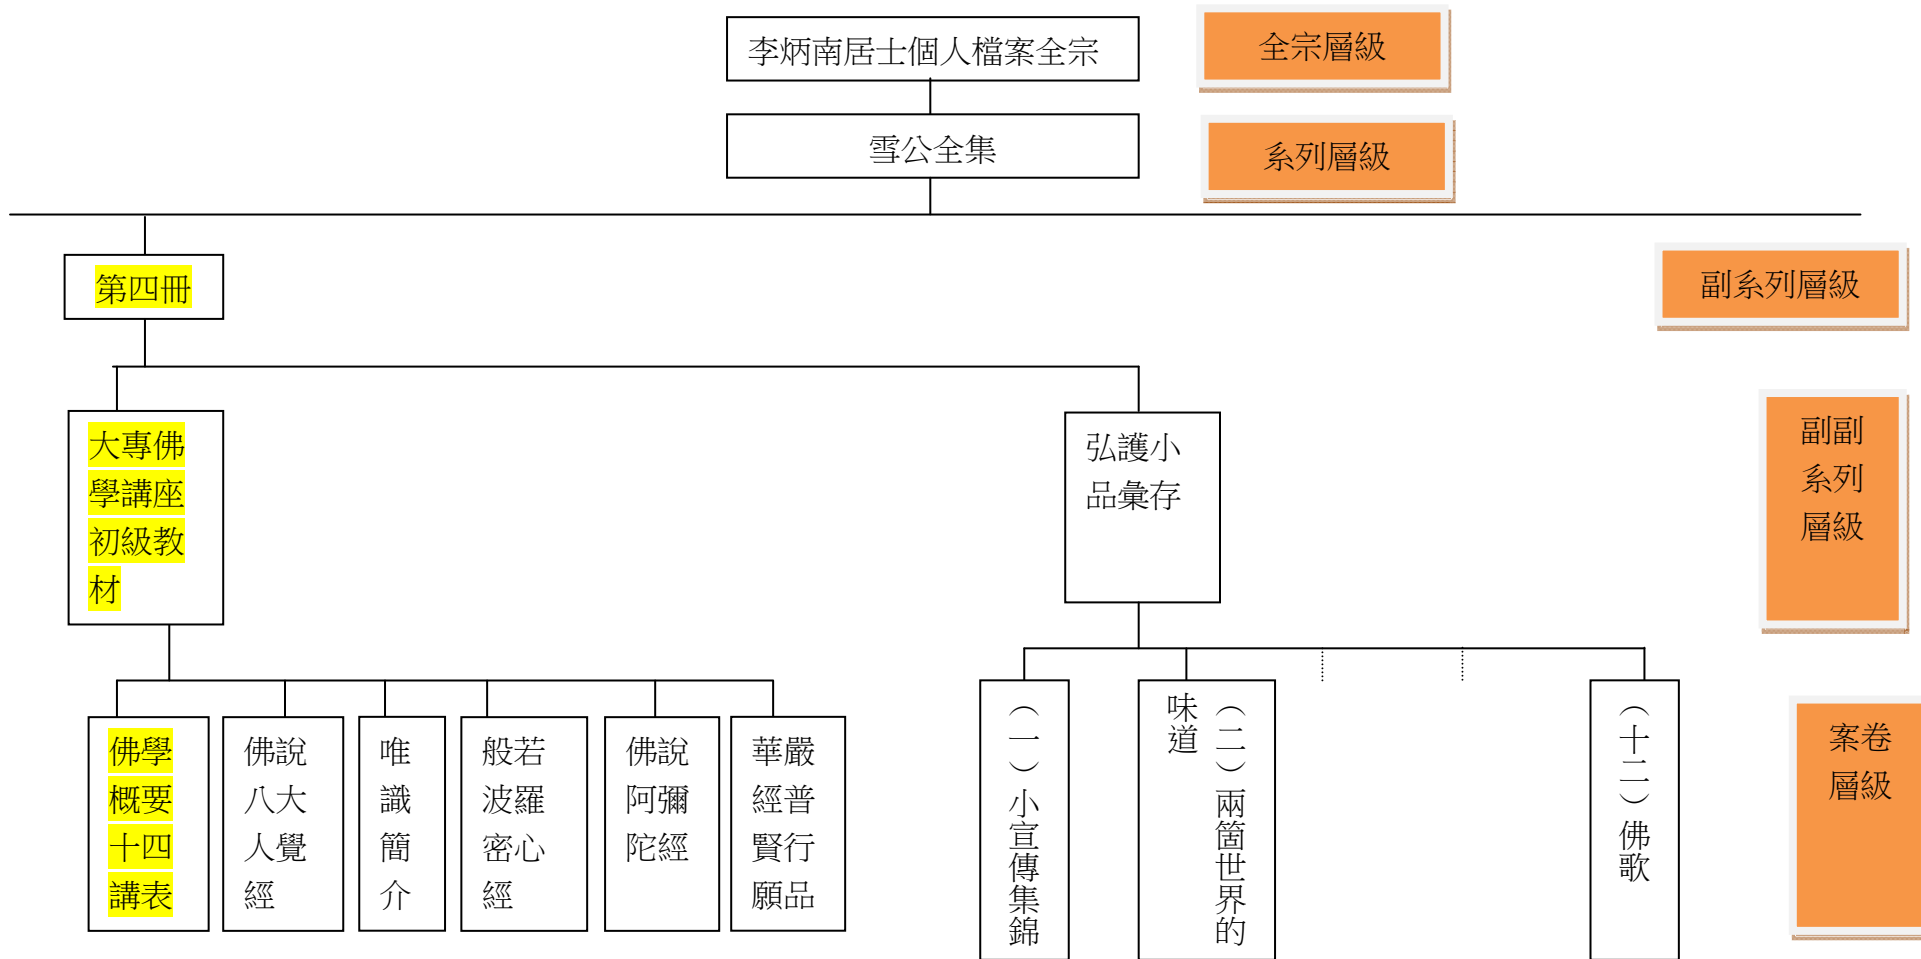 李炳南居士個人檔案全宗
全宗層級
雪公全集
系列層級
第四冊
副系列層級
大專佛
學講座
初級教
材
弘護小
品彙存
副副
系列
層級
佛學
概要
十四
講表
佛說
八大
人覺
經
唯
識
簡
介
般若
波羅
密心
經
佛說
阿彌
陀經
華嚴
經普
賢行
願品
（一）小宣傳集錦
（二）兩箇世界的
味道
（十二）佛歌
案卷
層級